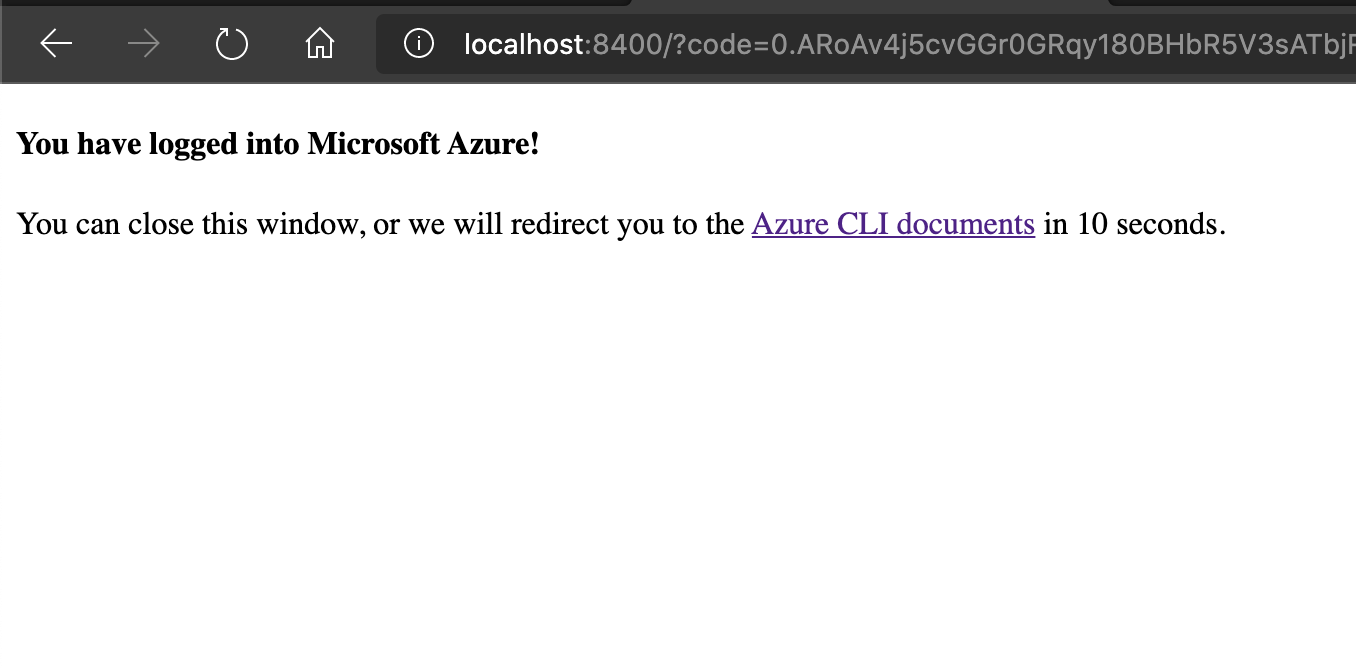 localhost:8400/?code=0.ARoAv4j5cvGGr0GRqy180BHbR5V3sATbj
You have logged into Microsoft Azure!
You can close this window, or we will redirect you to the Azure CLI documents in 10 seconds.